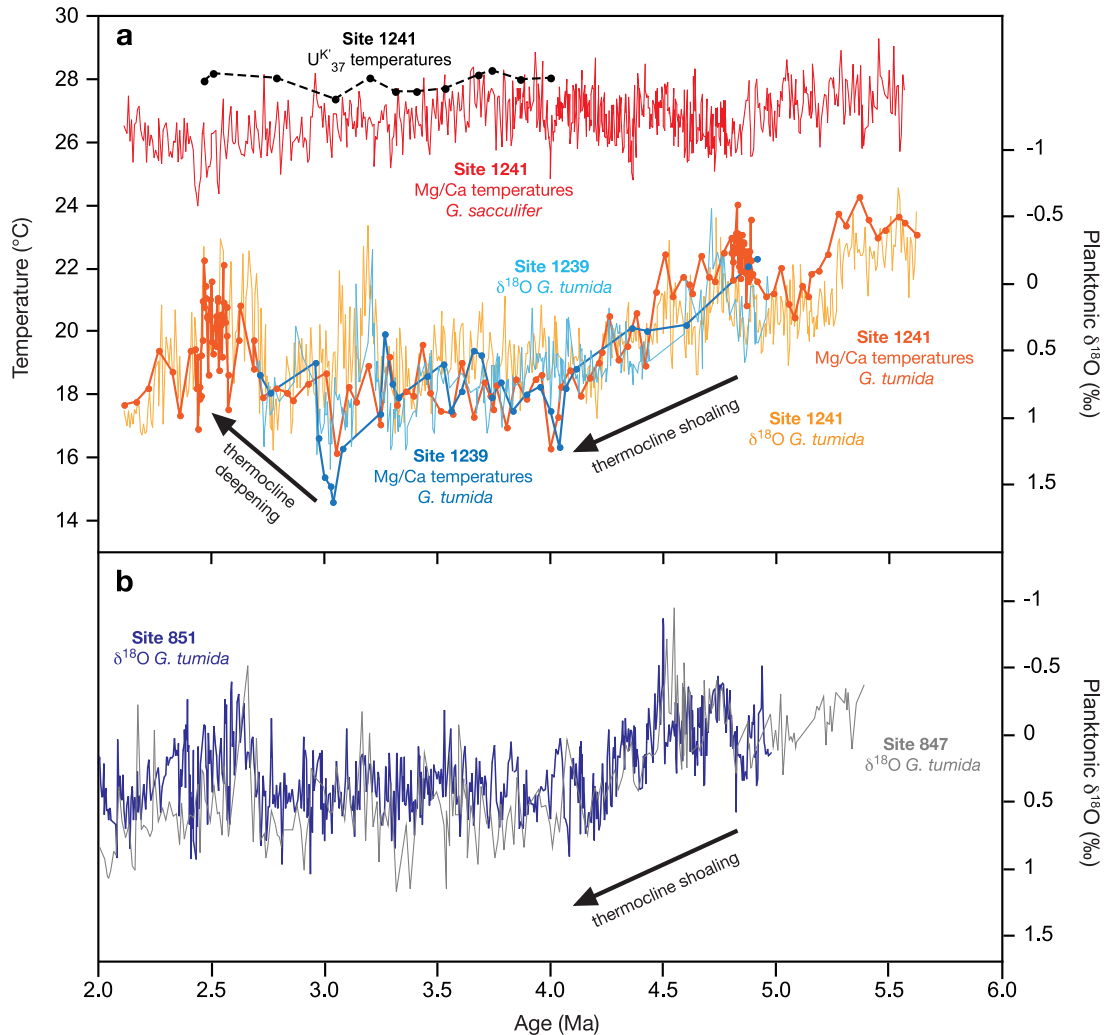 a
Site 1241
U^K'_37 temperatures
Site 1241
Mg/Ca temperatures
G. sacculifer
Site 1239
δ18O G. tumida
Site 1241
Mg/Ca temperatures
G. tumida
Site 1241
δ18O G. tumida
Site 1239
Mg/Ca temperatures
G. tumida
thermocline shoaling
thermocline
deepening
Temperature (°C)
30
28
26
24
22
20
18
16
14
-1
-0.5
0
0.5
1
1.5
Planktonic δ18O (‰)
b
Site 851
δ18O G. tumida
Site 847
δ18O G. tumida
thermocline shoaling
-1
-0.5
0
0.5
1
1.5
Planktonic δ18O (‰)
2.0 2.5 3.0 3.5 4.0 4.5 5.0 5.5 6.0
Age (Ma)